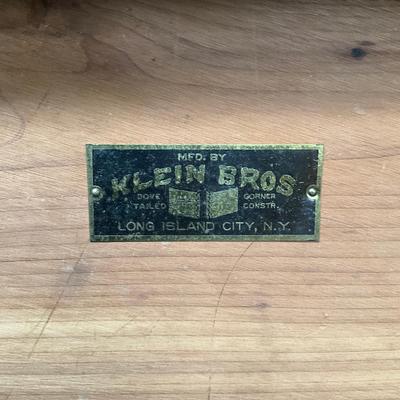 MFD. BY
KLEIN BROS
DOVE CORNER
TAILED CONSTR.
LONG ISLAND CITY, N.Y.